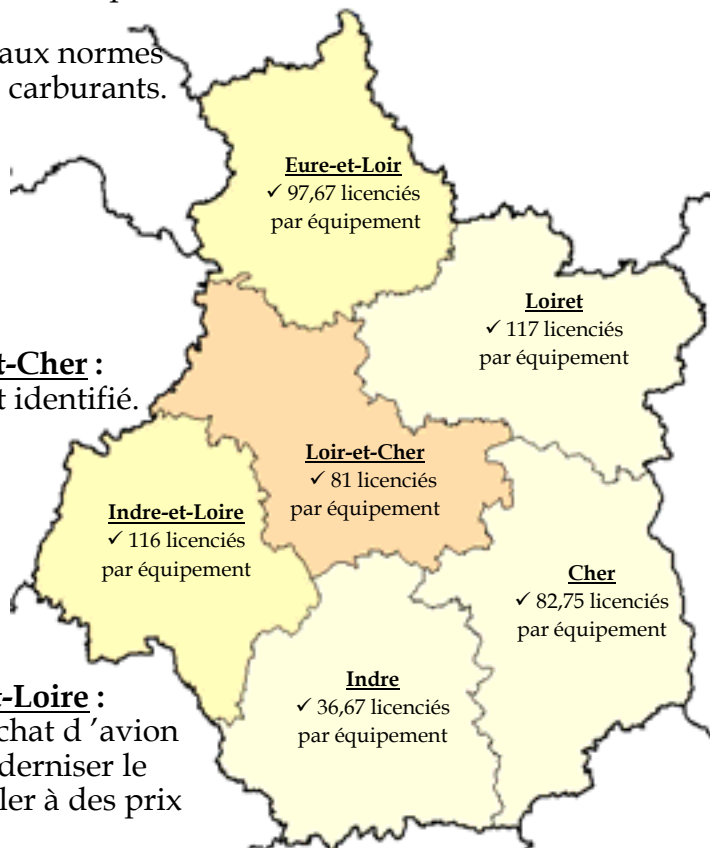 aux normes
carburants.
Eure-et-Loir
✓ 97,67 licenciés
par équipement
Loiret
✓ 117 licenciés
par équipement
t-Cher :
t identifié.
Loir-et-Cher
✓ 81 licenciés
par équipement
Indre-et-Loire
✓ 116 licenciés
par équipement
Cher
✓ 82,75 licenciés
par équipement
Indre
✓ 36,67 licenciés
par équipement
t-Loire :
chat d ’avion
derniser le
ler à des prix